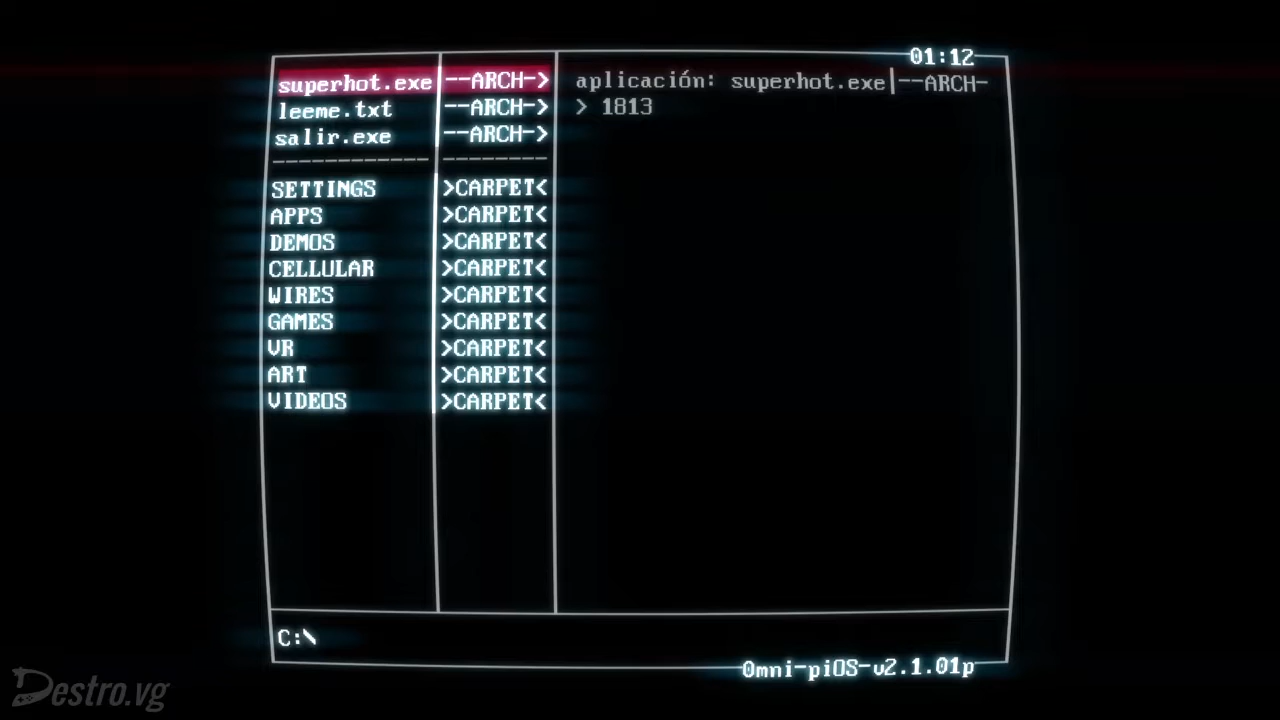 01:12
superhot.exe --ARCH-> aplicación: superhot.exe|--ARCH-
leeme.txt --ARCH-> > 1813
salir.exe --ARCH->
------------ --------
SETTINGS >CARPET<
APPS >CARPET<
DEMOS >CARPET<
CELLULAR >CARPET<
WIRES >CARPET<
GAMES >CARPET<
VR >CARPET<
ART >CARPET<
VIDEOS >CARPET<
C:\
0mni-piOS-v2.1.01p
Destro.vg